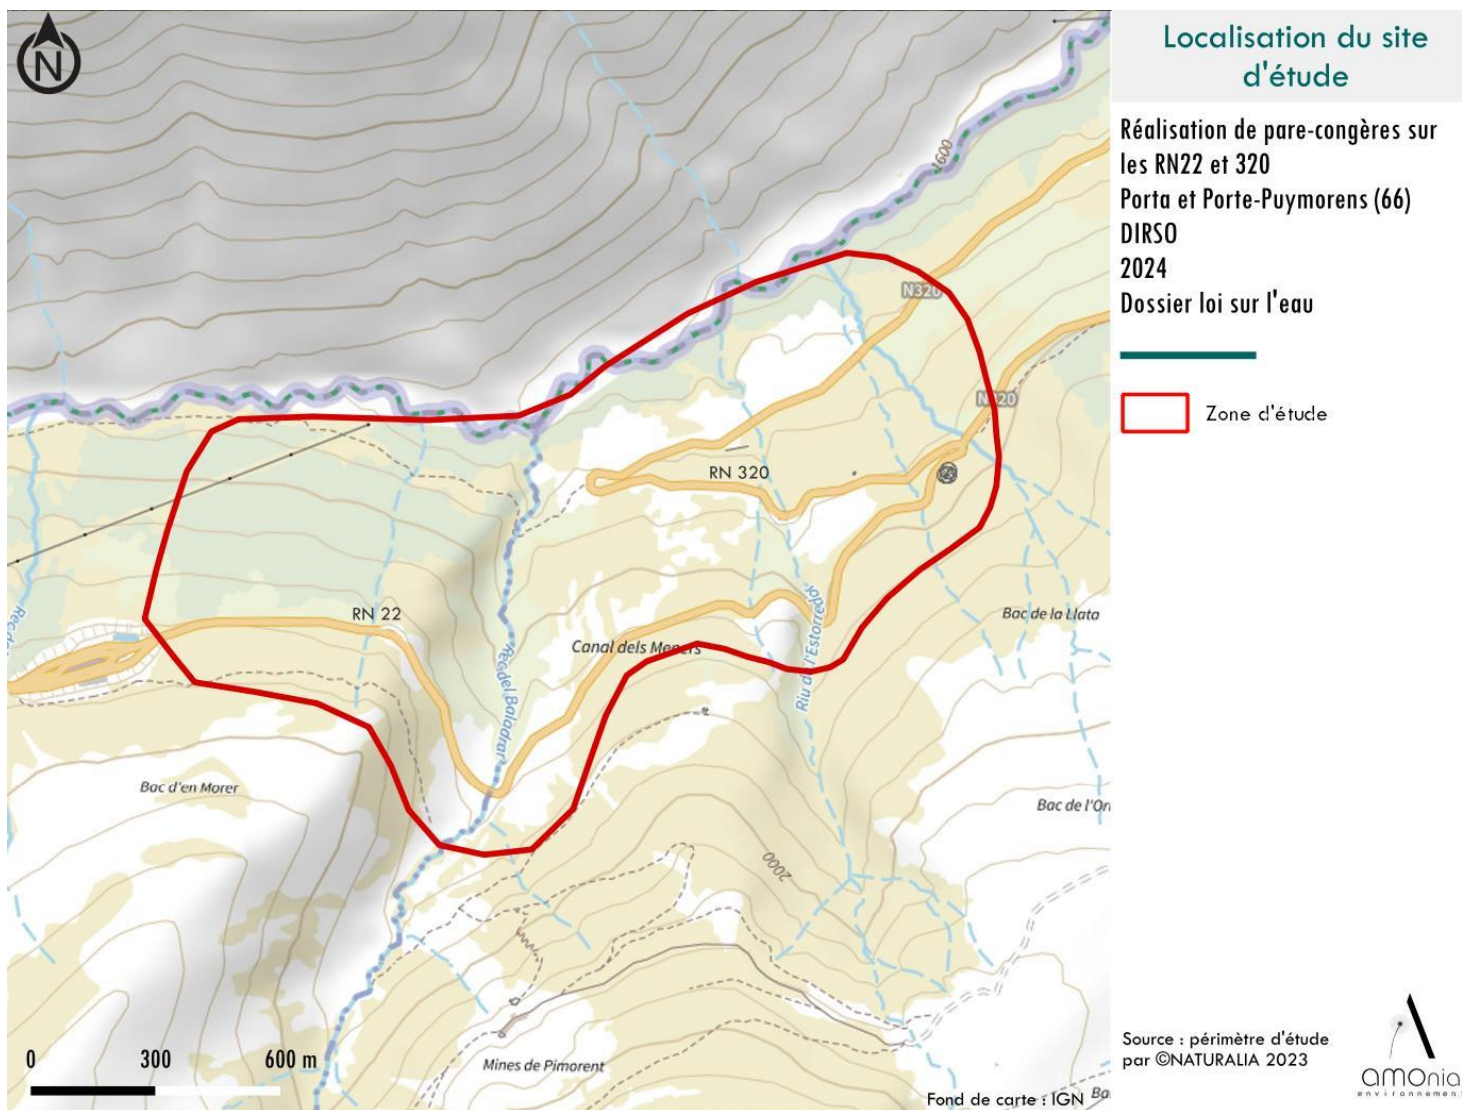 N
Localisation du site
d'étude
Réalisation de pare-congères sur
les RN22 et 320
Porta et Porte-Puymorens (66)
DIRSO
2024
Dossier loi sur l'eau
Zone d'étude
1600
N320
RN 320
RN 22
Canal dels Meners
Rec del Baladrar
Riu de l'Estorredor
Bac de la Llata
Bac d'en Morer
2000
Mines de Pimorent
0 300 600 m
Fond de carte : IGN
Source : périmètre d'étude
par ©NATURALIA 2023
amonia
environnement